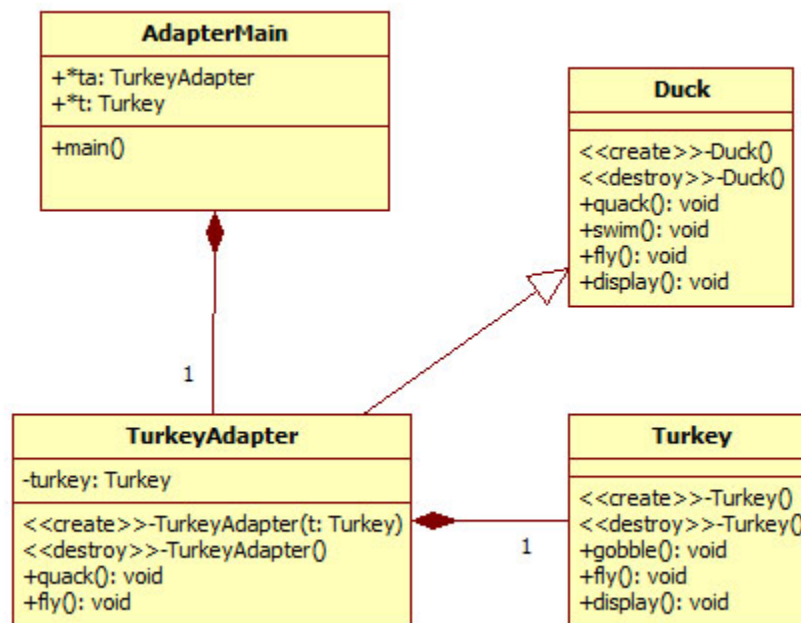 AdapterMain
+*ta: TurkeyAdapter
+*t: Turkey
+main()
Duck
<<create>>-Duck()
<<destroy>>-Duck()
+quack(): void
+swim(): void
+fly(): void
+display(): void
1
TurkeyAdapter
-turkey: Turkey
<<create>>-TurkeyAdapter(t: Turkey)
<<destroy>>-TurkeyAdapter()
+quack(): void
+fly(): void
1
Turkey
<<create>>-Turkey()
<<destroy>>-Turkey()
+gobble(): void
+fly(): void
+display(): void